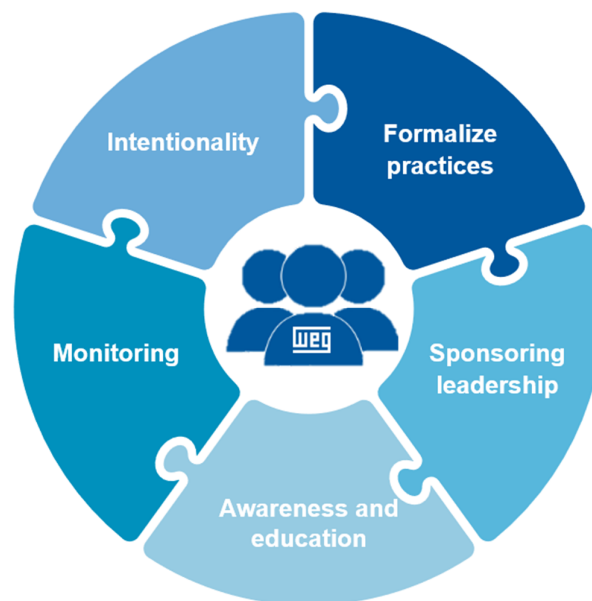 Intentionality
Formalize
practices
Monitoring
weg
Sponsoring
leadership
Awareness and
education